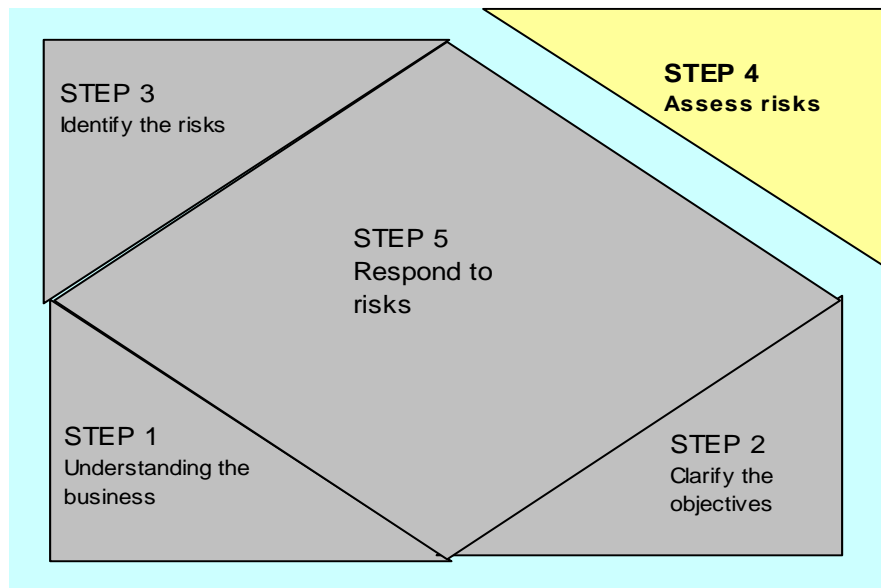 STEP 3
Identify the risks
STEP 4
Assess risks
STEP 5
Respond to
risks
STEP 1
Understanding the
business
STEP 2
Clarify the
objectives